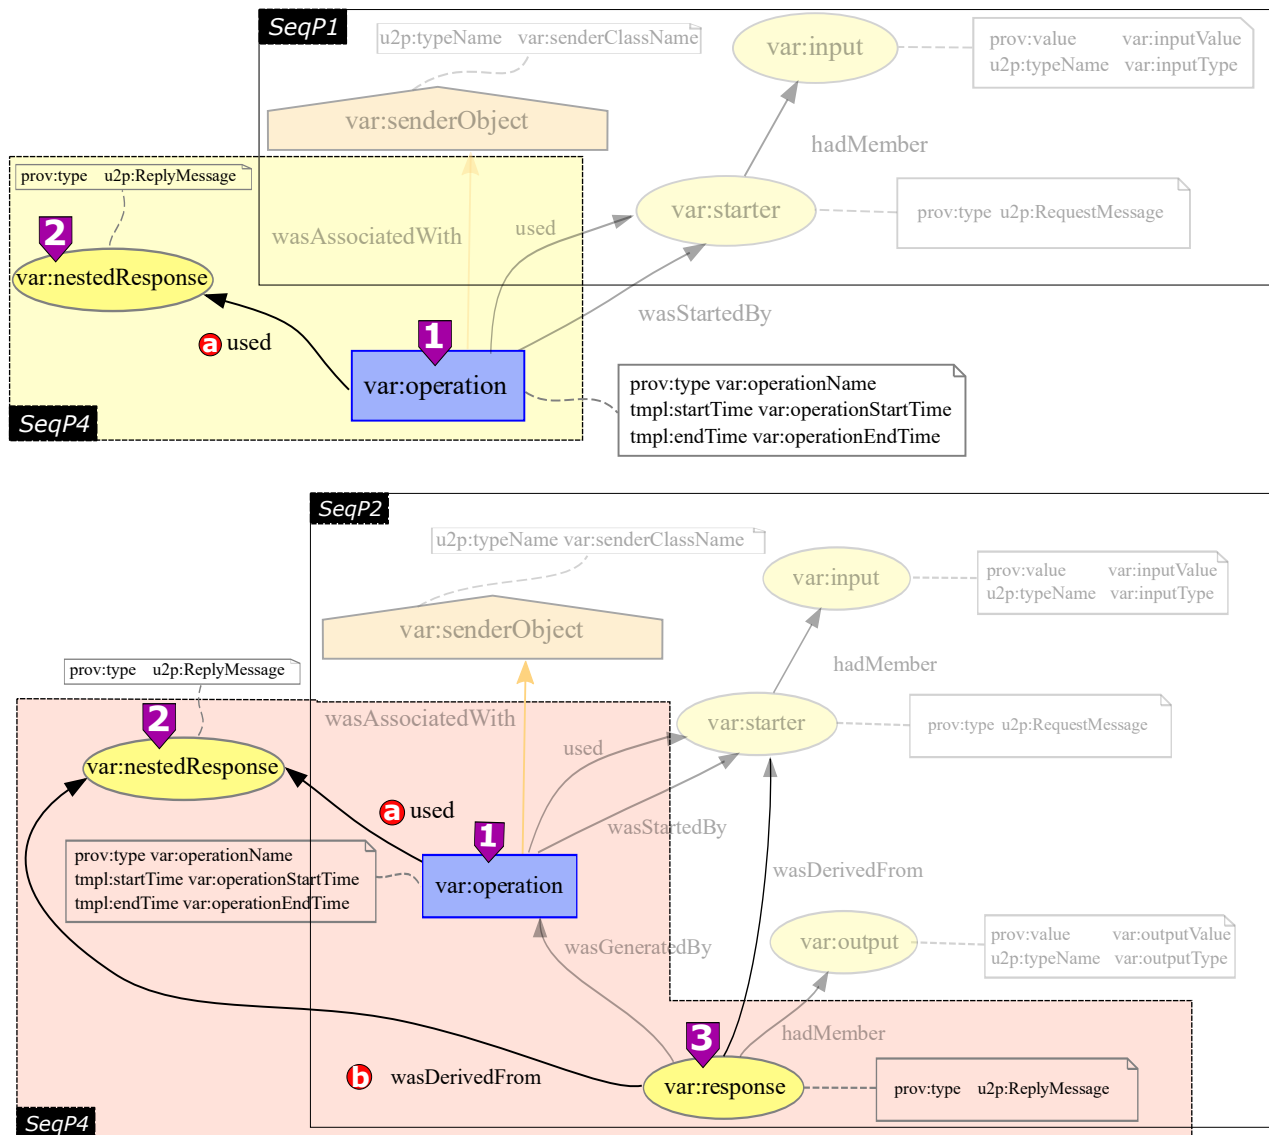 SeqP1
u2p:typeName var:senderClassName
var:input
prov:value var:inputValue
u2p:typeName var:inputType
var:senderObject
hadMember
prov:type u2p:ReplyMessage
var:starter
prov:type u2p:RequestMessage
2
wasAssociatedWith
used
var:nestedResponse
wasStartedBy
a used
1
var:operation
prov:type var:operationName
tmpl:startTime var:operationStartTime
tmpl:endTime var:operationEndTime
SeqP4
SeqP2
u2p:typeName var:senderClassName
var:input
prov:value var:inputValue
u2p:typeName var:inputType
var:senderObject
hadMember
prov:type u2p:ReplyMessage
2
wasAssociatedWith
var:starter
prov:type u2p:RequestMessage
used
var:nestedResponse
a used
1
wasStartedBy
prov:type var:operationName
tmpl:startTime var:operationStartTime
tmpl:endTime var:operationEndTime
var:operation
wasDerivedFrom
wasGeneratedBy
var:output
prov:value var:outputValue
u2p:typeName var:outputType
3
hadMember
b wasDerivedFrom
var:response
prov:type u2p:ReplyMessage
SeqP4